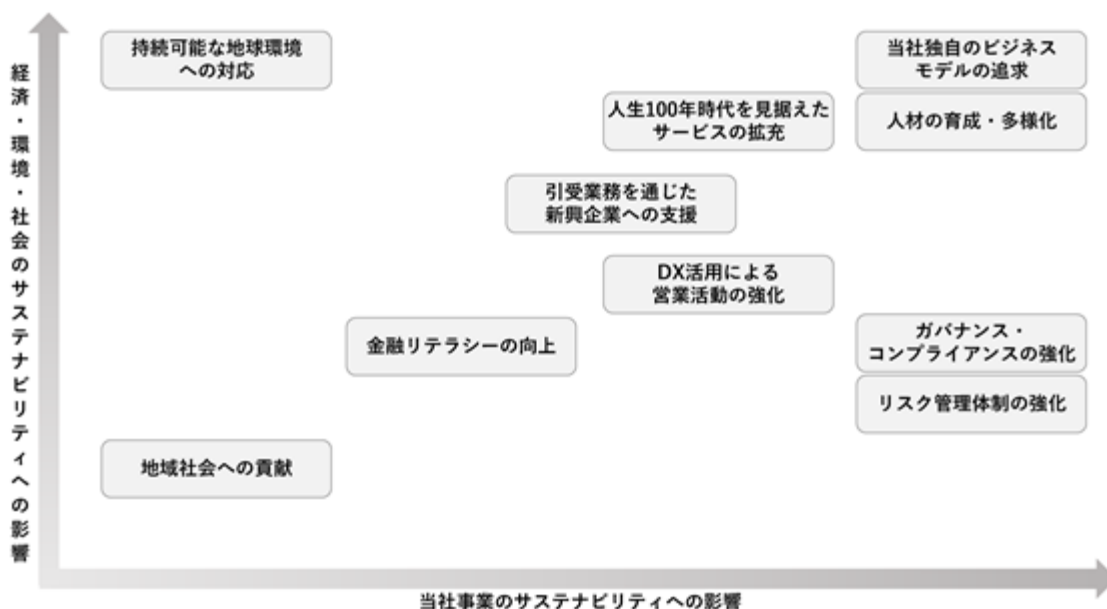 経済・環境・社会のサステナビリティへの影響
持続可能な地球環境
への対応
当社独自のビジネス
モデルの追求
人生100年時代を見据えた
サービスの拡充
人材の育成・多様化
引受業務を通じた
新興企業への支援
DX活用による
営業活動の強化
金融リテラシーの向上
ガバナンス・
コンプライアンスの強化
リスク管理体制の強化
地域社会への貢献
当社事業のサステナビリティへの影響